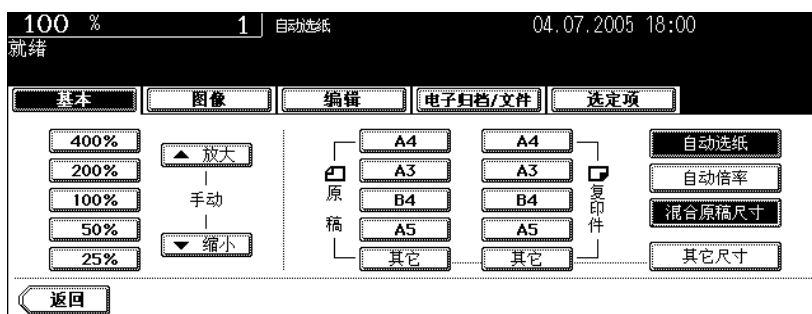 100 % 1 自动选纸 04.07.2005 18:00
就绪
基本 图像 编辑 电子归档/文件 选定项
400% 放大 A4 A4 自动选纸
200% A3 A3 自动倍率
100% 手动 原稿 B4 B4 复印件 混合原稿尺寸
50% A5 A5
25% 缩小 其它 其它 其它尺寸
返回